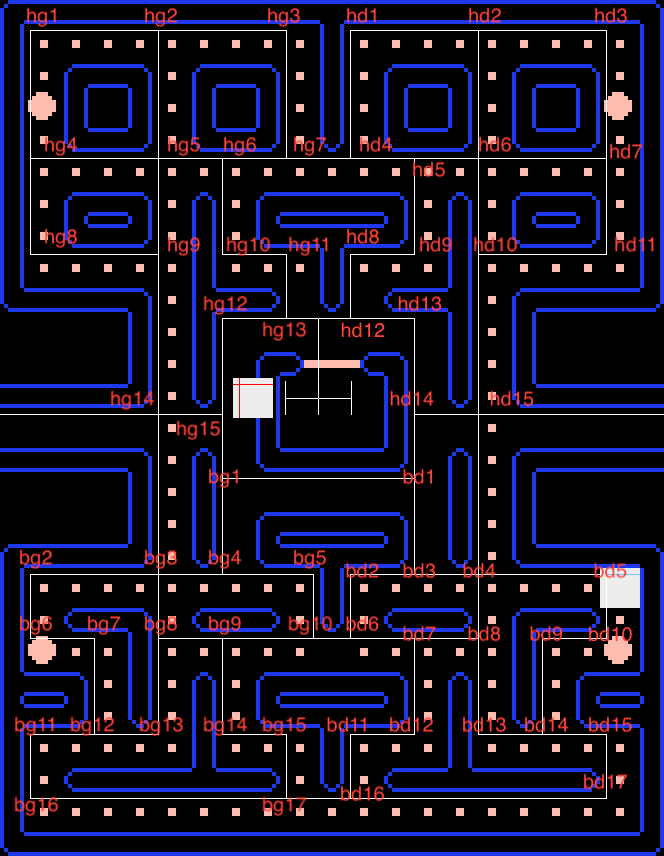 hg1 hg2 hg3 hd1 hd2 hd3
hg4 hg5 hg6 hg7 hd4 hd6 hd7
hd5
hg8 hg9 hg10 hg11 hd8 hd9 hd10 hd11
hg12 hd13
hg13 hd12
hg14 hd14 hd15
hg15
bg1 bd1
bg2 bg3 bg4 bg5 bd2 bd3 bd4 bd5
bg6 bg7 bg8 bg9 bg10 bd6 bd7 bd8 bd9 bd10
bg11 bg12 bg13 bg14 bg15 bd11 bd12 bd13 bd14 bd15
bd17
bg16 bg17 bd16